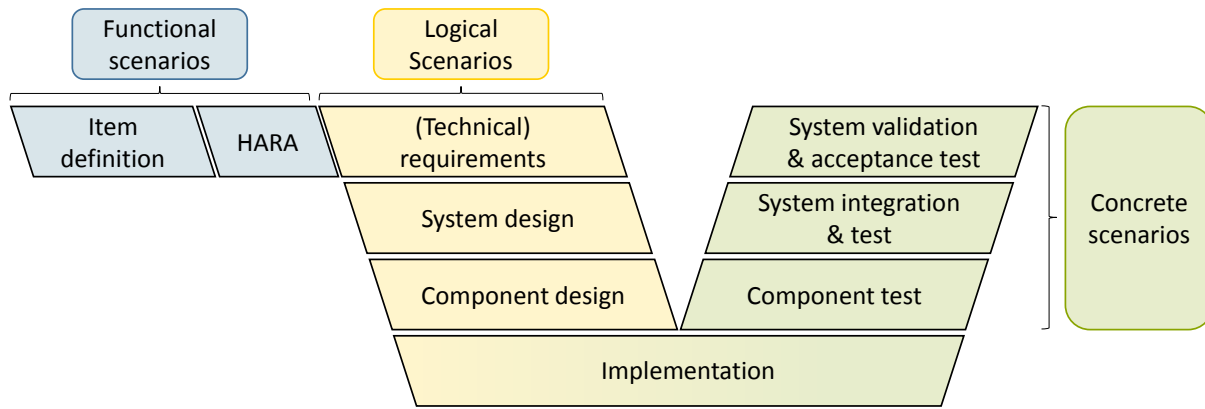 Functional
scenarios
Logical
Scenarios
Item
definition
HARA
(Technical)
requirements
System validation
& acceptance test
System design
System integration
& test
Concrete
scenarios
Component design
Component test
Implementation